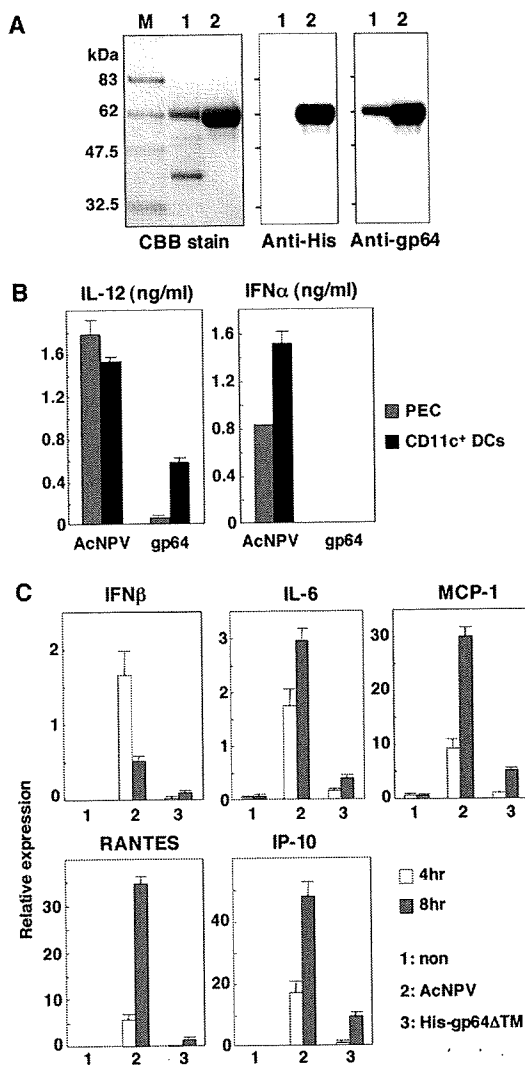 A
M 1 2 1 2 1 2
kDa
83
62
47.5
32.5
CBB stain Anti-His Anti-gp64
B
IL-12 (ng/ml) IFNα (ng/ml)
1.6 1.6
1.2 1.2
0.8 0.8
0.4 0.4
0 0
AcNPV gp64 AcNPV gp64
PEC
CD11c⁺ DCs
C
IFNβ IL-6 MCP-1
2 3 30
1 2 20
0 1 10
0 0
1 2 3 1 2 3 1 2 3
Relative expression
RANTES IP-10
30 40
20 20
10 0
0
1 2 3 1 2 3
4hr
8hr
1: non
2: AcNPV
3: His-gp64ΔTM